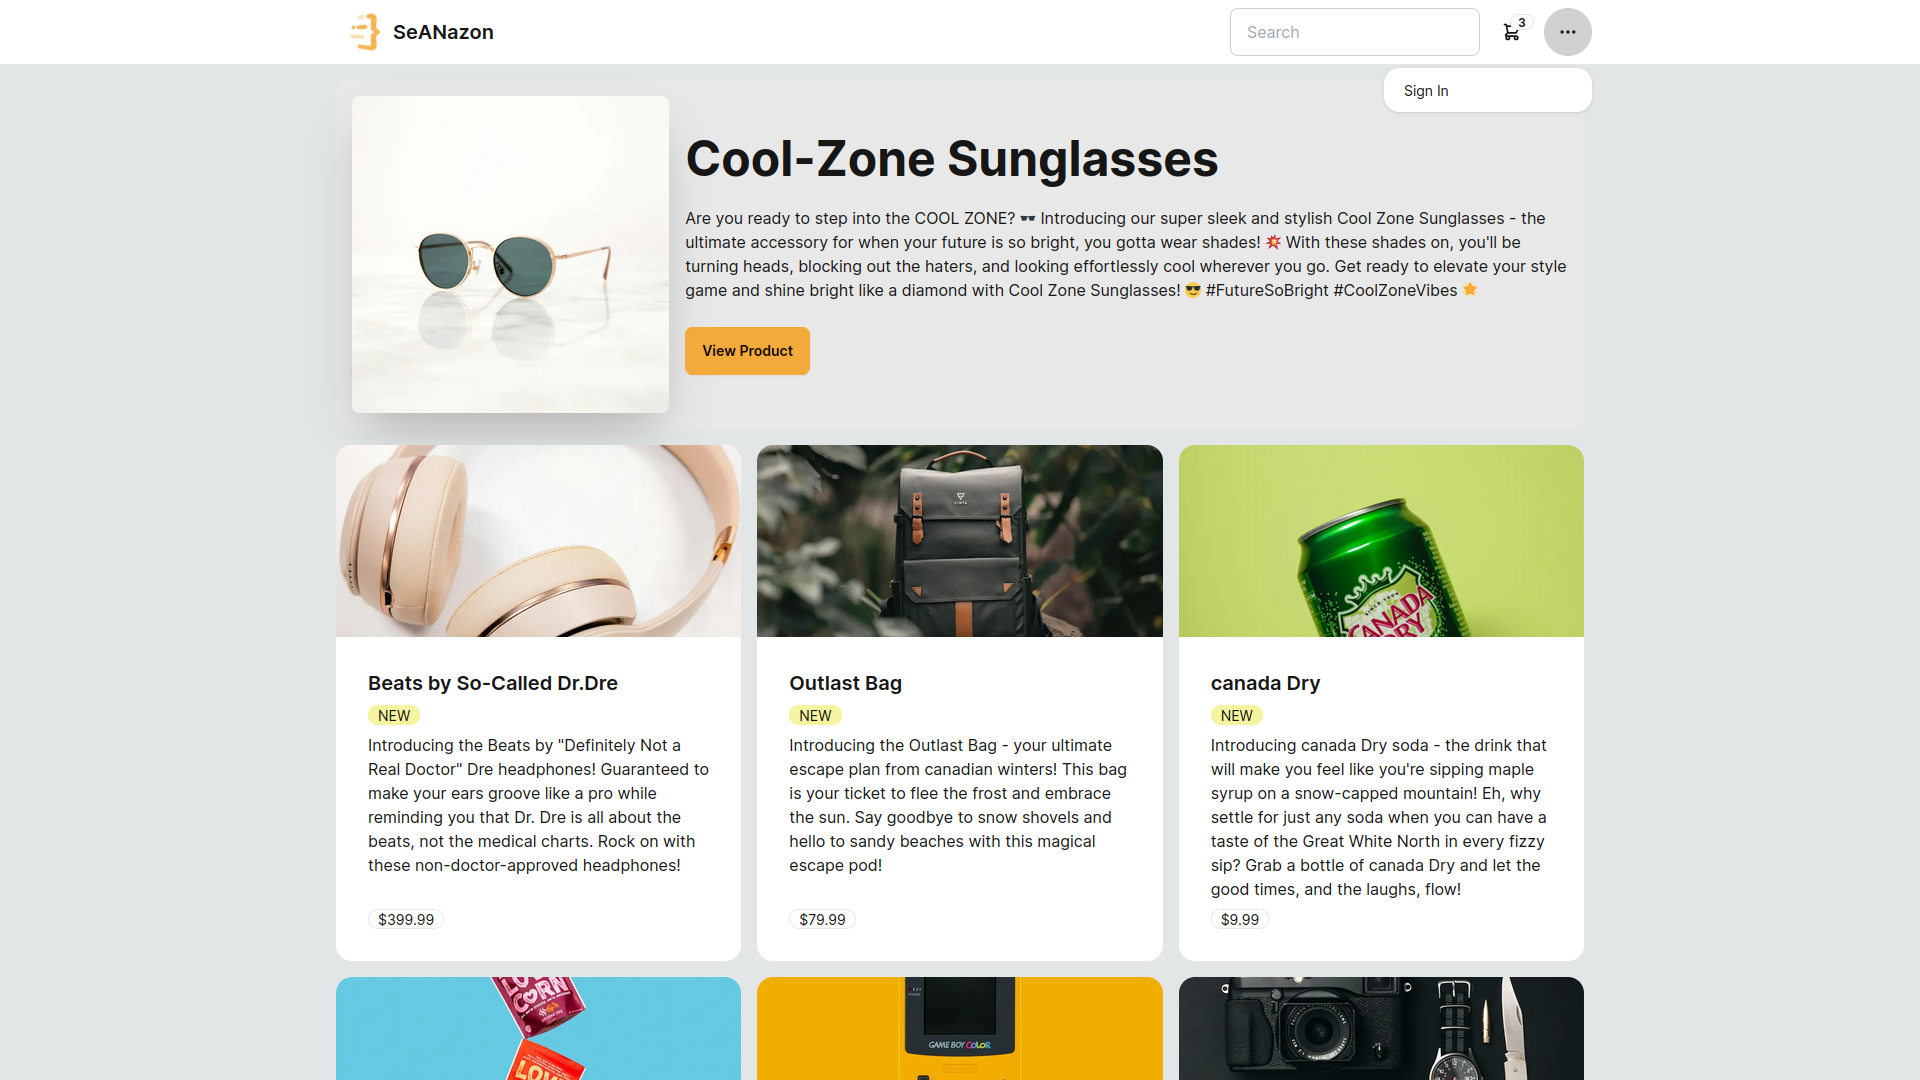 SeANazon
Search
3
Sign In
Cool-Zone Sunglasses
Are you ready to step into the COOL ZONE? 🕶️ Introducing our super sleek and stylish Cool Zone Sunglasses - the
ultimate accessory for when your future is so bright, you gotta wear shades! 💥 With these shades on, you'll be
turning heads, blocking out the haters, and looking effortlessly cool wherever you go. Get ready to elevate your style
game and shine bright like a diamond with Cool Zone Sunglasses! 😎 #FutureSoBright #CoolZoneVibes 🌟
View Product
CANADA
DRY
Beats by So-Called Dr.Dre
NEW
Introducing the Beats by "Definitely Not a
Real Doctor" Dre headphones! Guaranteed to
make your ears groove like a pro while
reminding you that Dr. Dre is all about the
beats, not the medical charts. Rock on with
these non-doctor-approved headphones!
$399.99
Outlast Bag
NEW
Introducing the Outlast Bag - your ultimate
escape plan from canadian winters! This bag
is your ticket to flee the frost and embrace
the sun. Say goodbye to snow shovels and
hello to sandy beaches with this magical
escape pod!
$79.99
canada Dry
NEW
Introducing canada Dry soda - the drink that
will make you feel like you're sipping maple
syrup on a snow-capped mountain! Eh, why
settle for just any soda when you can have a
taste of the Great White North in every fizzy
sip? Grab a bottle of canada Dry and let the
good times, and the laughs, flow!
$9.99
CORN
GAME BOY COLOR